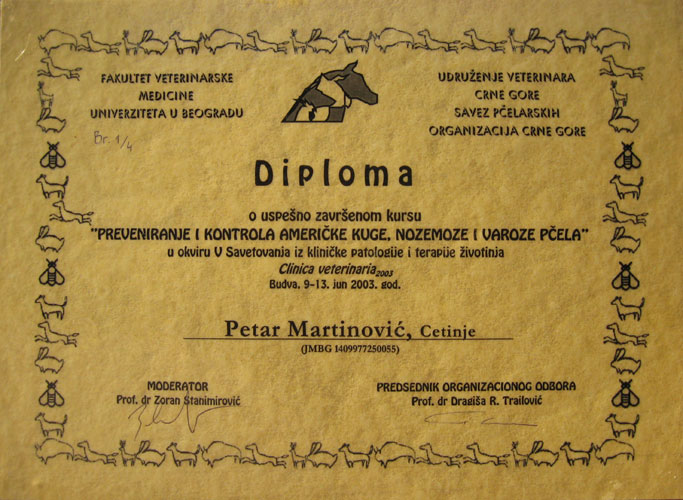 FAKULTET VETERINARSKE
MEDICINE
UNIVERZITETA U BEOGRADU
Br. 1/4
UDRUŽENJE VETERINARA
CRNE GORE
SAVEZ PČELARSKIH
ORGANIZACIJA CRNE GORE
Diploma
o uspešno završenom kursu
"PREVENIRANJE I KONTROLA AMERIČKE KUGE, NOZEMOZE I VAROZE PČELA"
u okviru V Savetovanja iz kliničke patologije i terapije životinja
Clinica veterinaria2003
Budva, 9-13. jun 2003. god.
Petar Martinović, Cetinje
(JMBG 1409977250055)
MODERATOR
Prof. dr Zoran Stanimirović
PREDSEDNIK ORGANIZACIONOG ODBORA
Prof. dr Dragiša R. Trailović